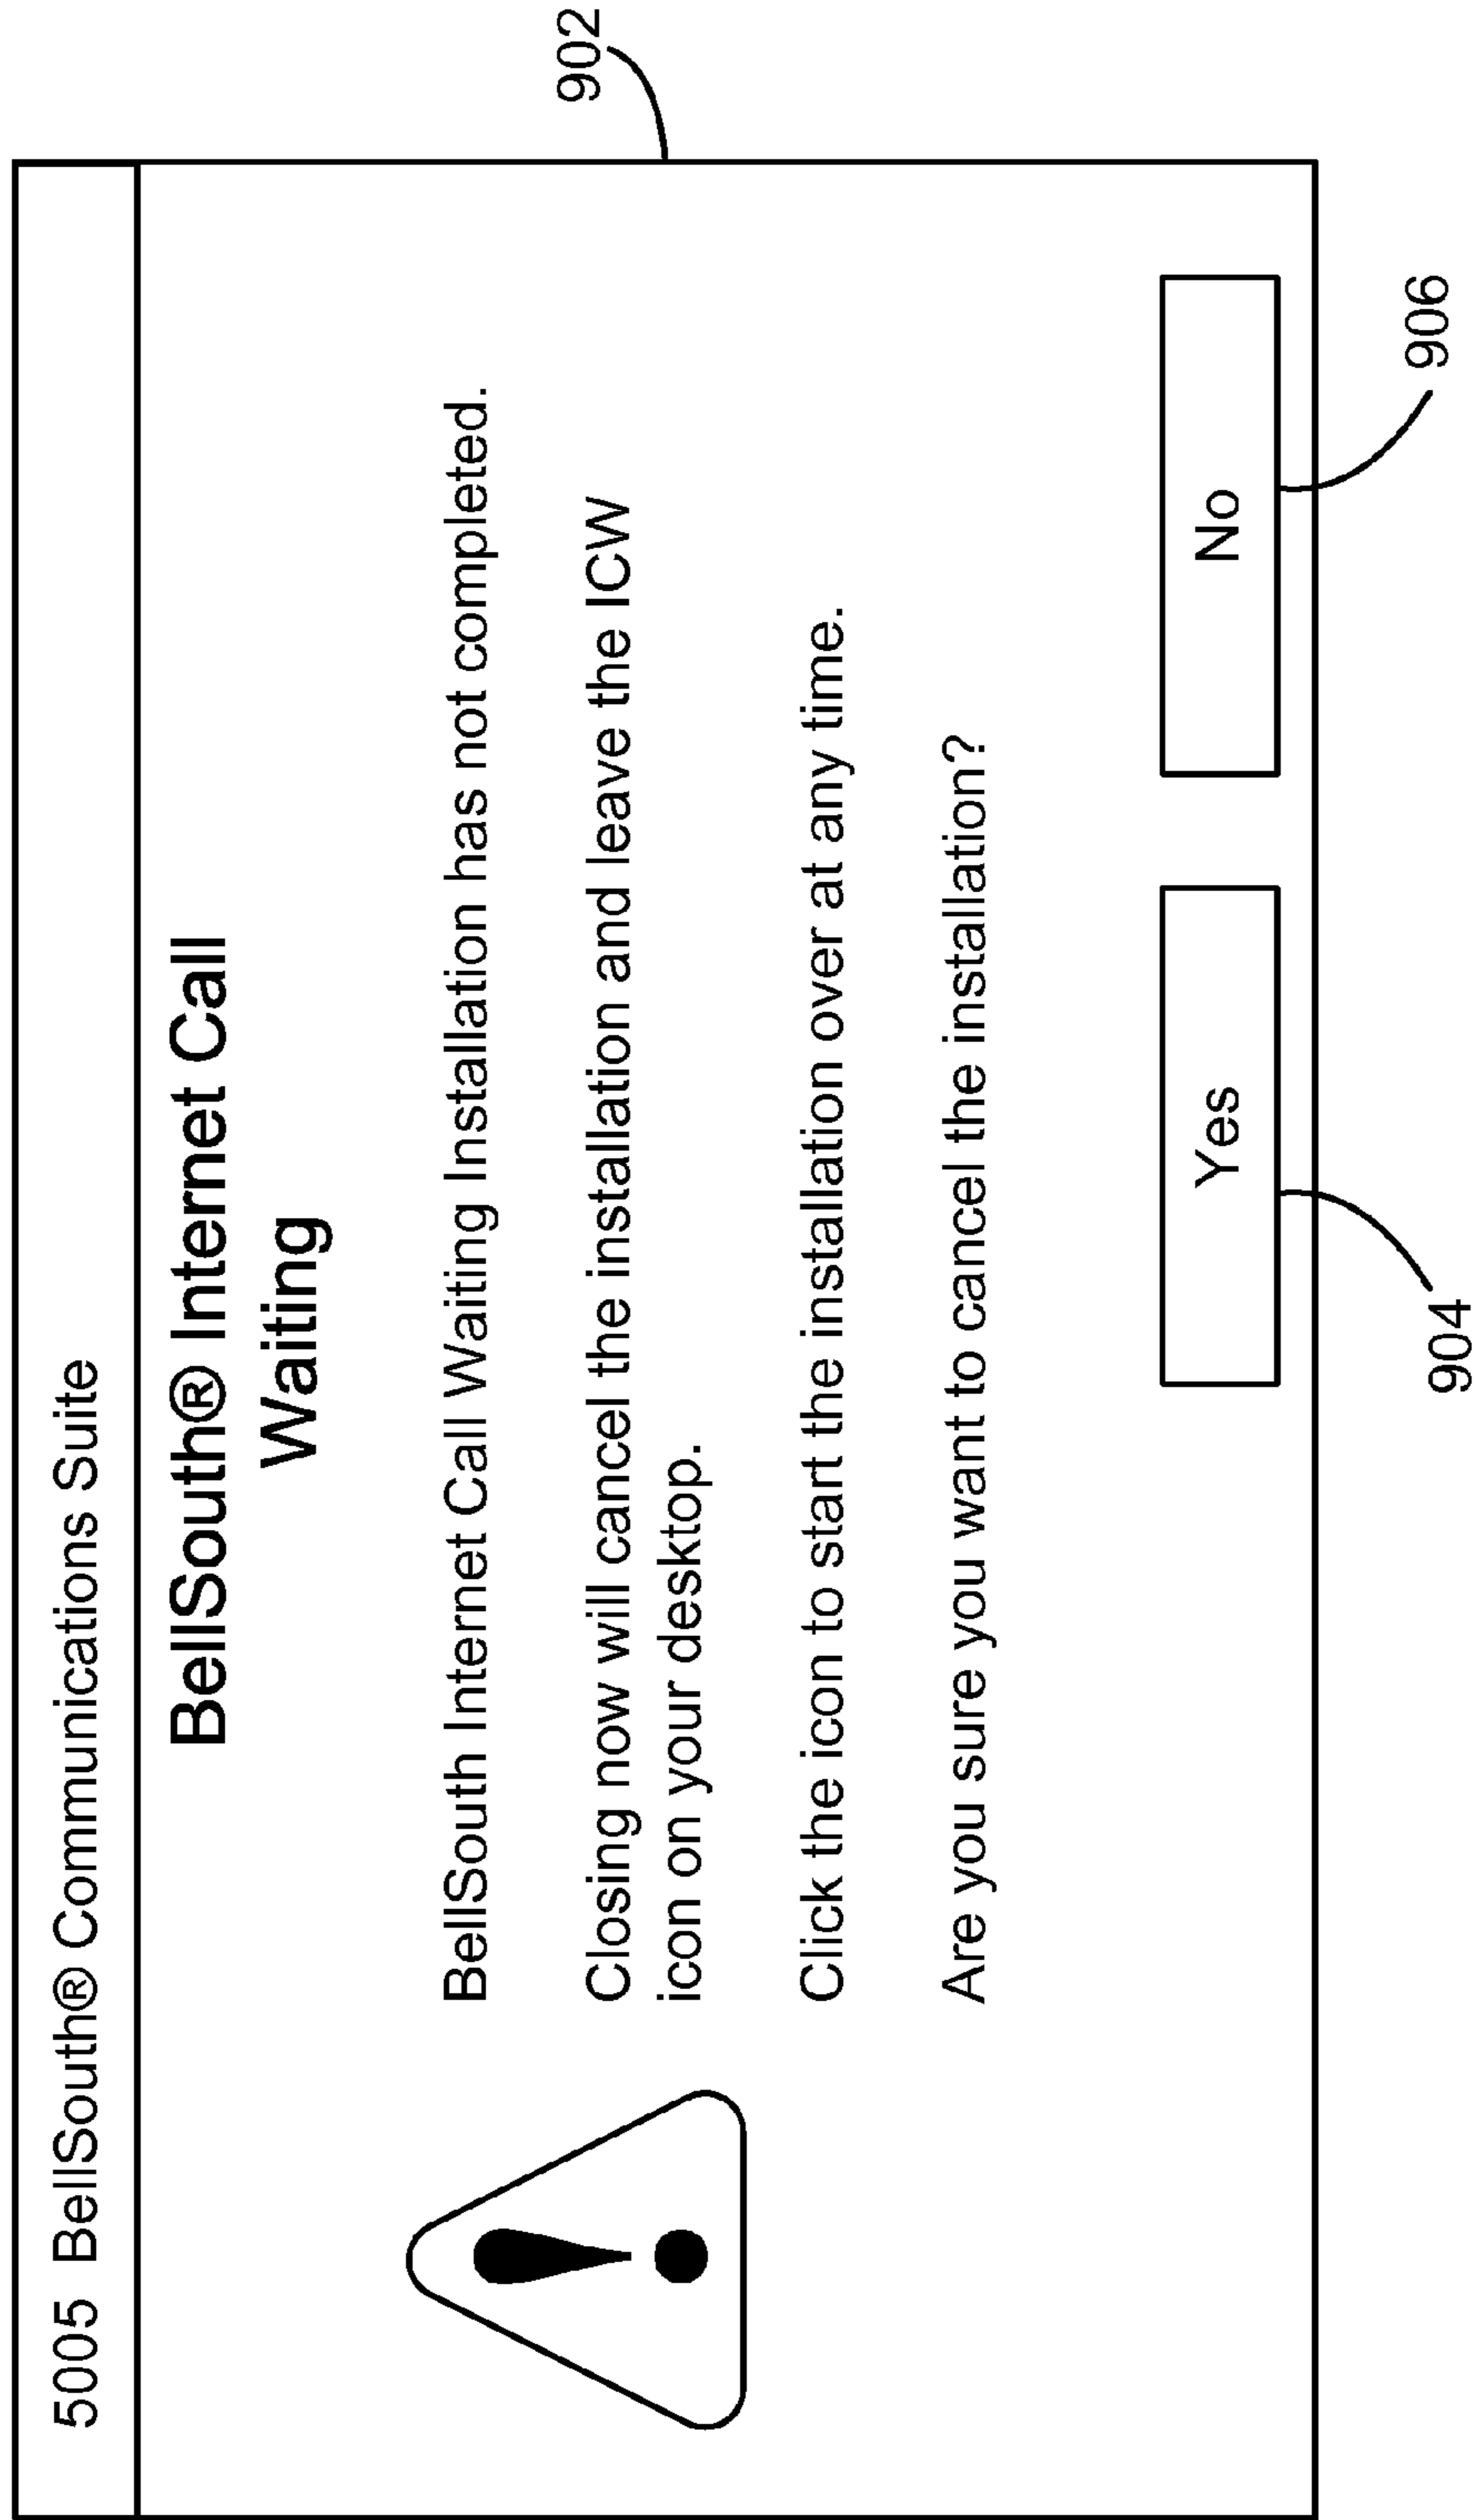 5005 BellSouth® Communications Suite
BellSouth® Internet Call
Waiting
BellSouth Internet Call Waiting Installation has not completed.
Closing now will cancel the installation and leave the ICW
icon on your desktop.
Click the icon to start the installation over at any time.
Are you sure you want to cancel the installation?
Yes
No
902
904
906